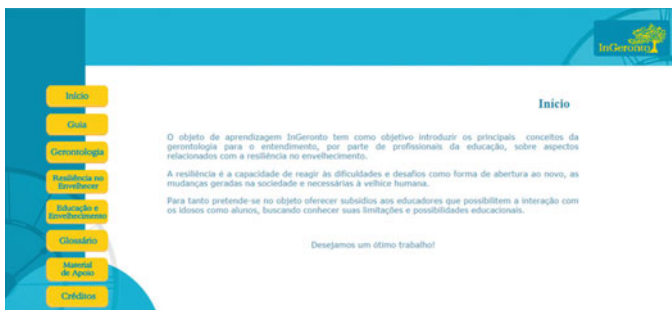 InGeronto
Início
Guia
Gerontologia
Resiliência no
Envelhecer
Educação e
Envelhecimento
Glossário
Material
de Apoio
Créditos
Início
O objeto de aprendizagem InGeronto tem como objetivo introduzir os principais conceitos da
gerontologia para o entendimento, por parte de profissionais da educação, sobre aspectos
relacionados com a resiliência no envelhecimento.
A resiliência é a capacidade de reagir às dificuldades e desafios como forma de abertura ao novo, as
mudanças geradas na sociedade e necessárias à velhice humana.
Para tanto pretende-se no objeto oferecer subsídios aos educadores que possibilitem a interação com
os idosos como alunos, buscando conhecer suas limitações e possibilidades educacionais.
Desejamos um ótimo trabalho!